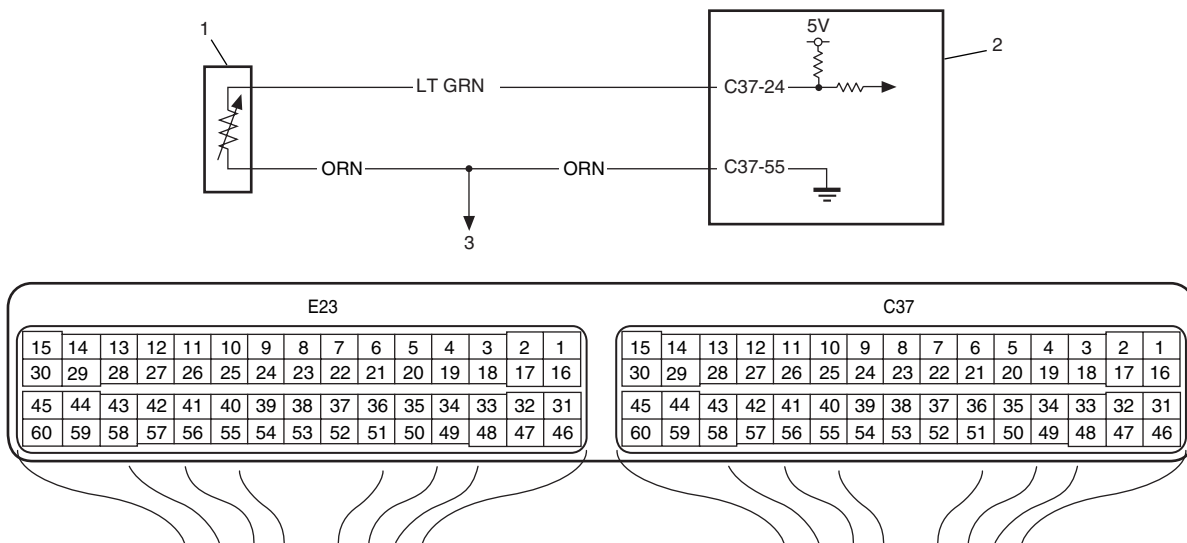 1
5V
2
LT GRN
C37-24
ORN
ORN
C37-55
3
E23
C37
15 14 13 12 11 10 9 8 7 6 5 4 3 2 1
30 29 28 27 26 25 24 23 22 21 20 19 18 17 16
45 44 43 42 41 40 39 38 37 36 35 34 33 32 31
60 59 58 57 56 55 54 53 52 51 50 49 48 47 46
15 14 13 12 11 10 9 8 7 6 5 4 3 2 1
30 29 28 27 26 25 24 23 22 21 20 19 18 17 16
45 44 43 42 41 40 39 38 37 36 35 34 33 32 31
60 59 58 57 56 55 54 53 52 51 50 49 48 47 46